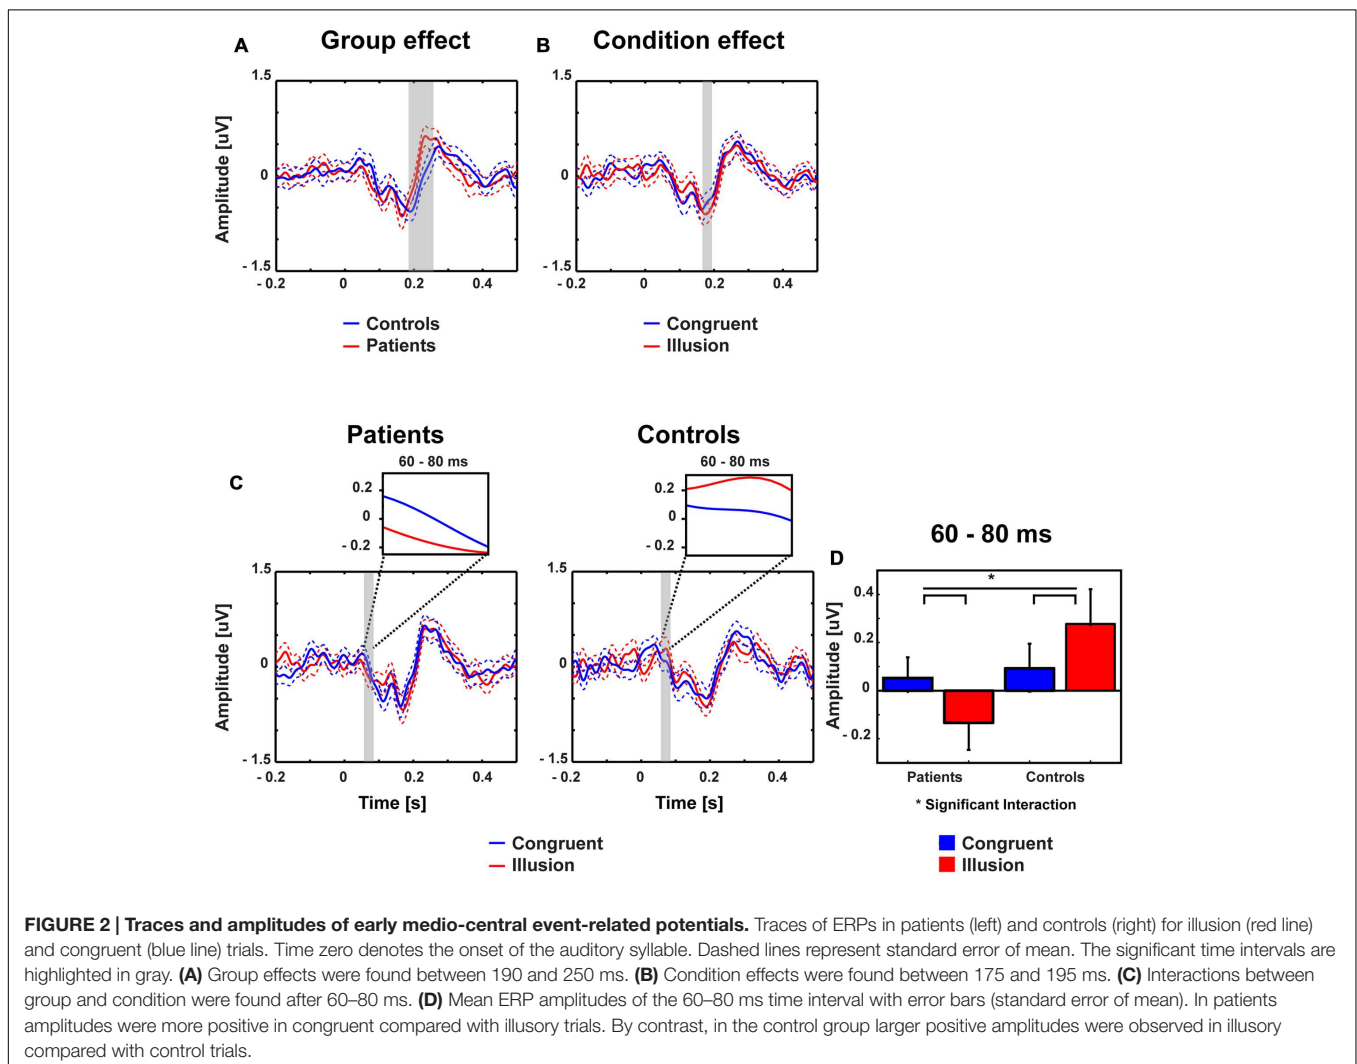 A Group effect B Condition effect
1.5 1.5
Amplitude [uV] Amplitude [uV]
0 0
- 1.5 - 1.5
- 0.2 0 0.2 0.4 - 0.2 0 0.2 0.4
Controls Congruent
Patients Illusion
Patients Controls
C 60 - 80 ms 60 - 80 ms
0.2 0.2
0 0
- 0.2 - 0.2
60 - 80 ms
D
1.5 1.5
Amplitude [uV] Amplitude [uV] Amplitude [uV]
*
0.4
0.2
0 0 0
- 0.2
- 1.5 - 1.5
- 0.2 0 0.2 0.4 - 0.2 0 0.2 0.4 Patients Controls
Time [s] Time [s] * Significant Interaction
Congruent Congruent
Illusion Illusion
FIGURE 2 | Traces and amplitudes of early medio-central event-related potentials. Traces of ERPs in patients (left) and controls (right) for illusion (red line)
and congruent (blue line) trials. Time zero denotes the onset of the auditory syllable. Dashed lines represent standard error of mean. The significant time intervals are
highlighted in gray. (A) Group effects were found between 190 and 250 ms. (B) Condition effects were found between 175 and 195 ms. (C) Interactions between
group and condition were found after 60–80 ms. (D) Mean ERP amplitudes of the 60–80 ms time interval with error bars (standard error of mean). In patients
amplitudes were more positive in congruent compared with illusory trials. By contrast, in the control group larger positive amplitudes were observed in illusory
compared with control trials.